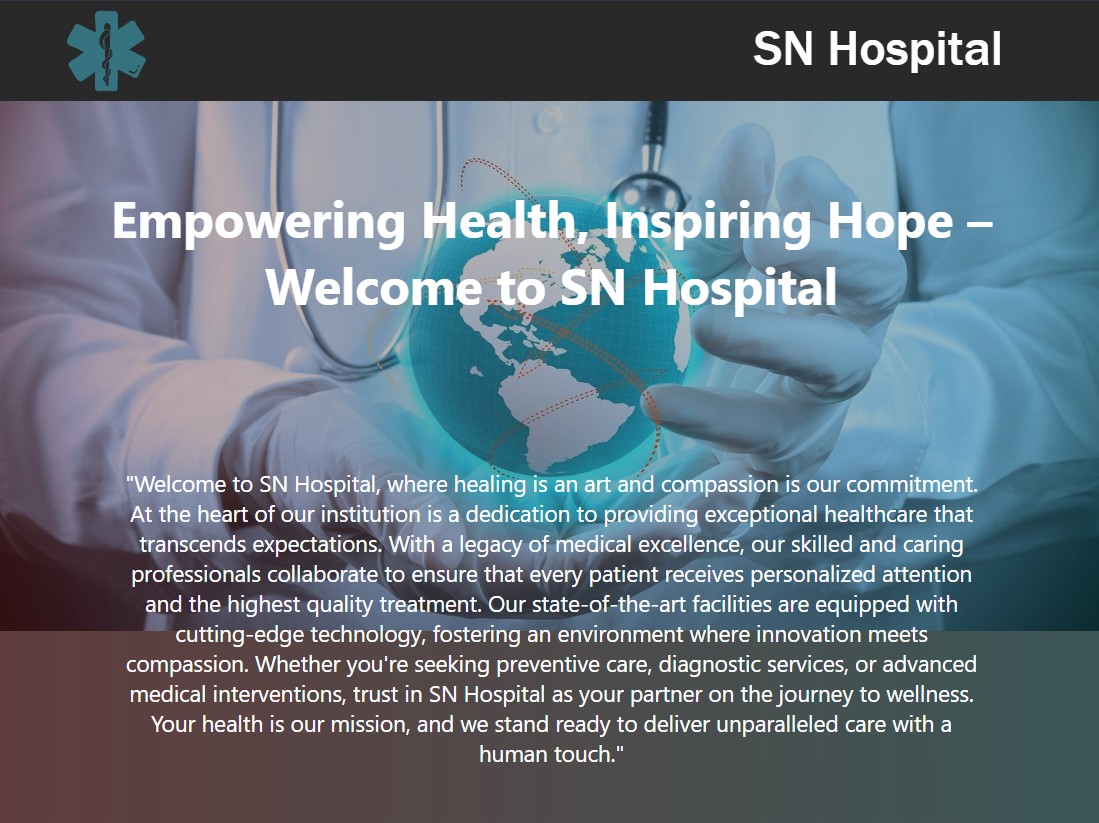 SN Hospital
Empowering Health, Inspiring Hope –
Welcome to SN Hospital
"Welcome to SN Hospital, where healing is an art and compassion is our commitment.
At the heart of our institution is a dedication to providing exceptional healthcare that
transcends expectations. With a legacy of medical excellence, our skilled and caring
professionals collaborate to ensure that every patient receives personalized attention
and the highest quality treatment. Our state-of-the-art facilities are equipped with
cutting-edge technology, fostering an environment where innovation meets
compassion. Whether you're seeking preventive care, diagnostic services, or advanced
medical interventions, trust in SN Hospital as your partner on the journey to wellness.
Your health is our mission, and we stand ready to deliver unparalleled care with a
human touch."